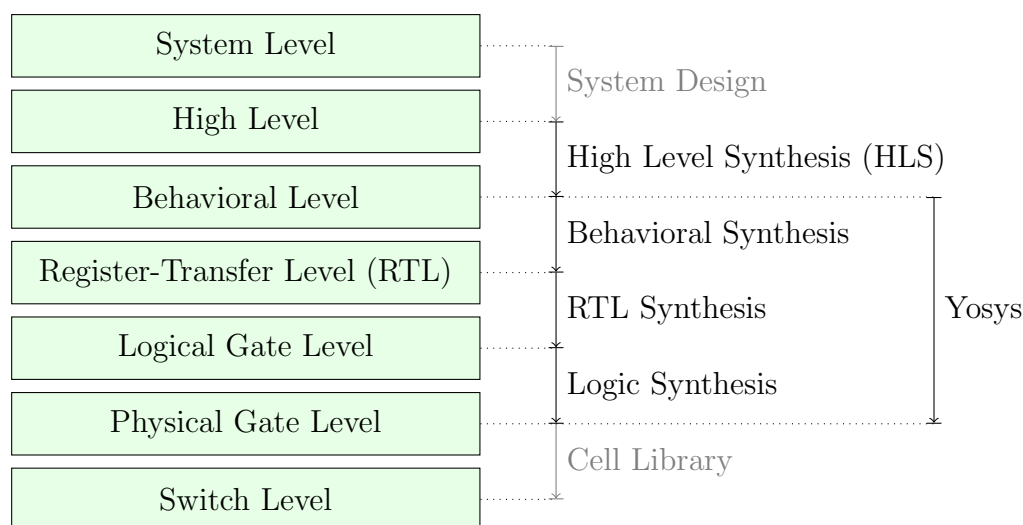 System Level
System Design
High Level
High Level Synthesis (HLS)
Behavioral Level
Behavioral Synthesis
Register-Transfer Level (RTL)
RTL Synthesis
Yosys
Logical Gate Level
Logic Synthesis
Physical Gate Level
Cell Library
Switch Level